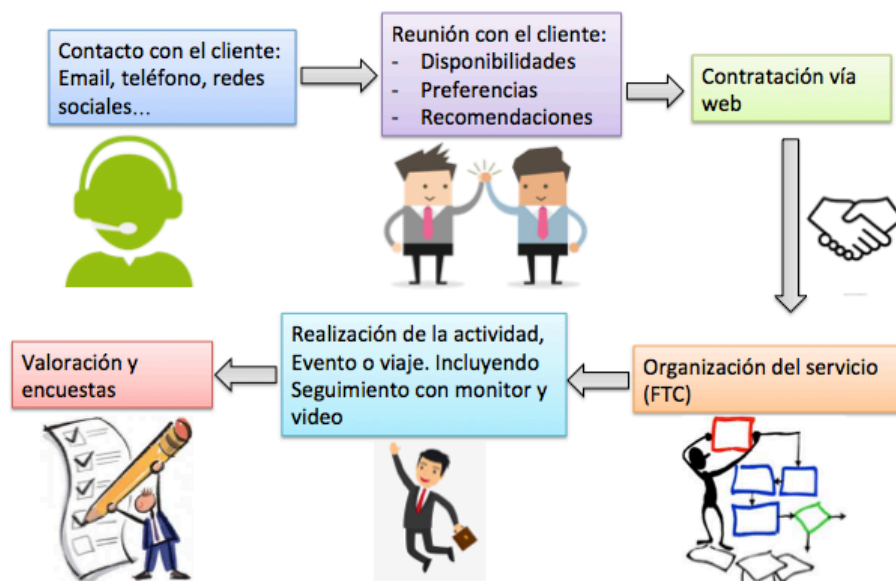 Contacto con el cliente:
Email, teléfono, redes
sociales...
Reunión con el cliente:
- Disponibilidades
- Preferencias
- Recomendaciones
Contratación vía
web
Organización del servicio
(FTC)
Realización de la actividad,
Evento o viaje. Incluyendo
Seguimiento con monitor y
video
Valoración y
encuestas